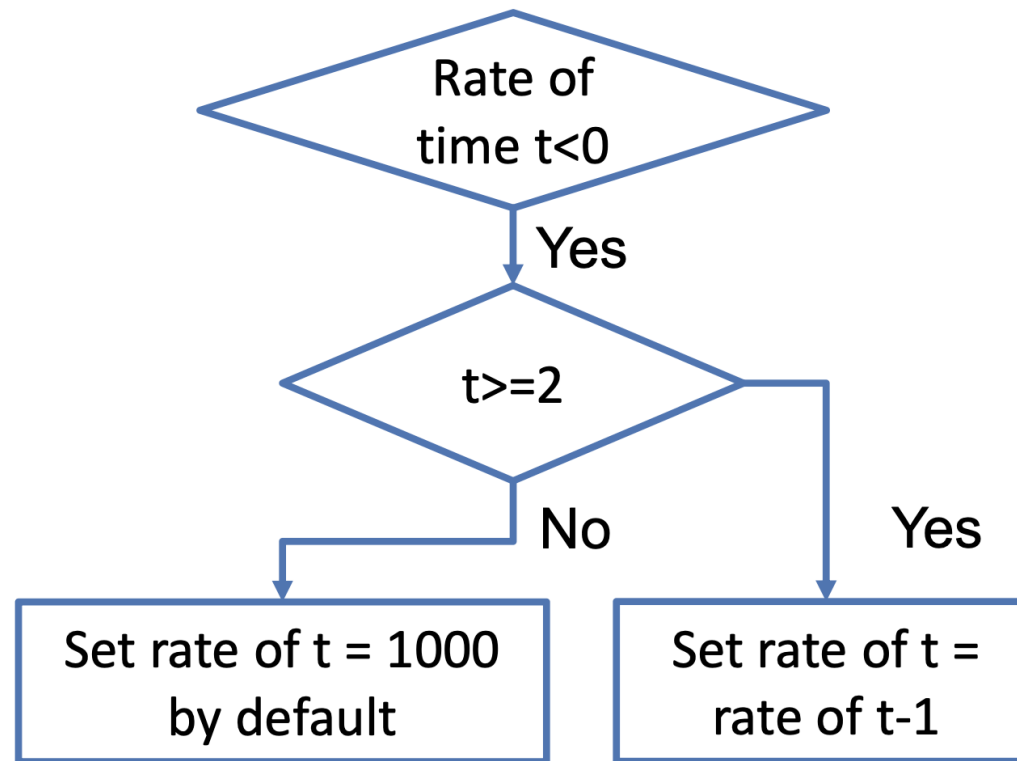 Rate of
time t<0
Yes
t>=2
No
Yes
Set rate of t = 1000
by default
Set rate of t =
rate of t-1